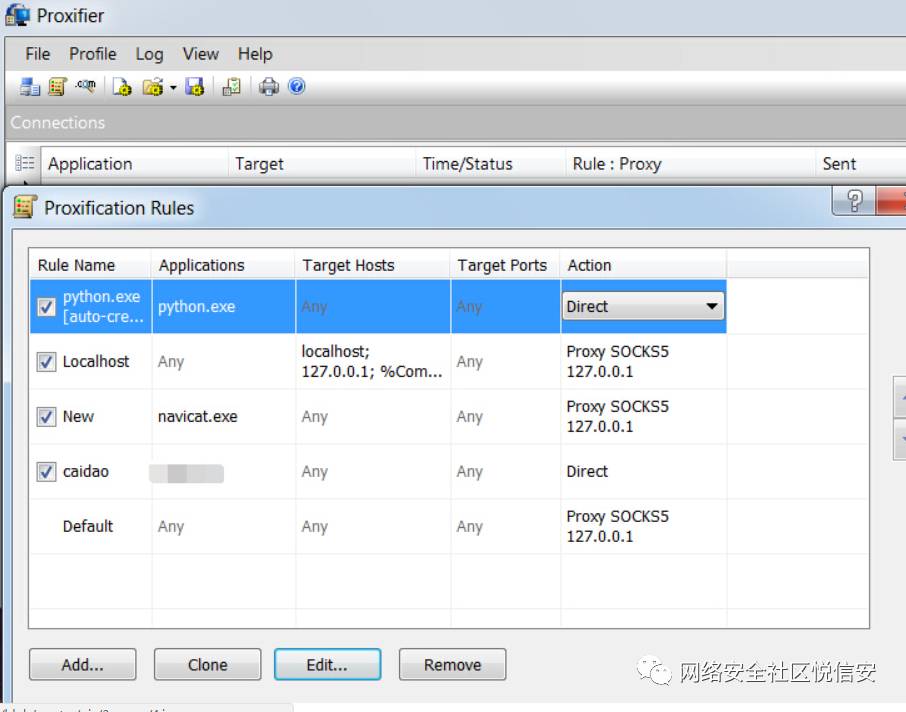 Proxifier
File Profile Log View Help
Connections
Application Target Time/Status Rule : Proxy Sent
Proxification Rules
Rule Name Applications Target Hosts Target Ports Action
python.exe [auto-cre... python.exe Any Any Direct
Localhost Any localhost; 127.0.0.1; %Com... Any Proxy SOCKS5 127.0.0.1
New navicat.exe Any Any Proxy SOCKS5 127.0.0.1
caidao Any Any Direct
Default Any Any Any Proxy SOCKS5 127.0.0.1
Add... Clone Edit... Remove
网络安全社区悦信安